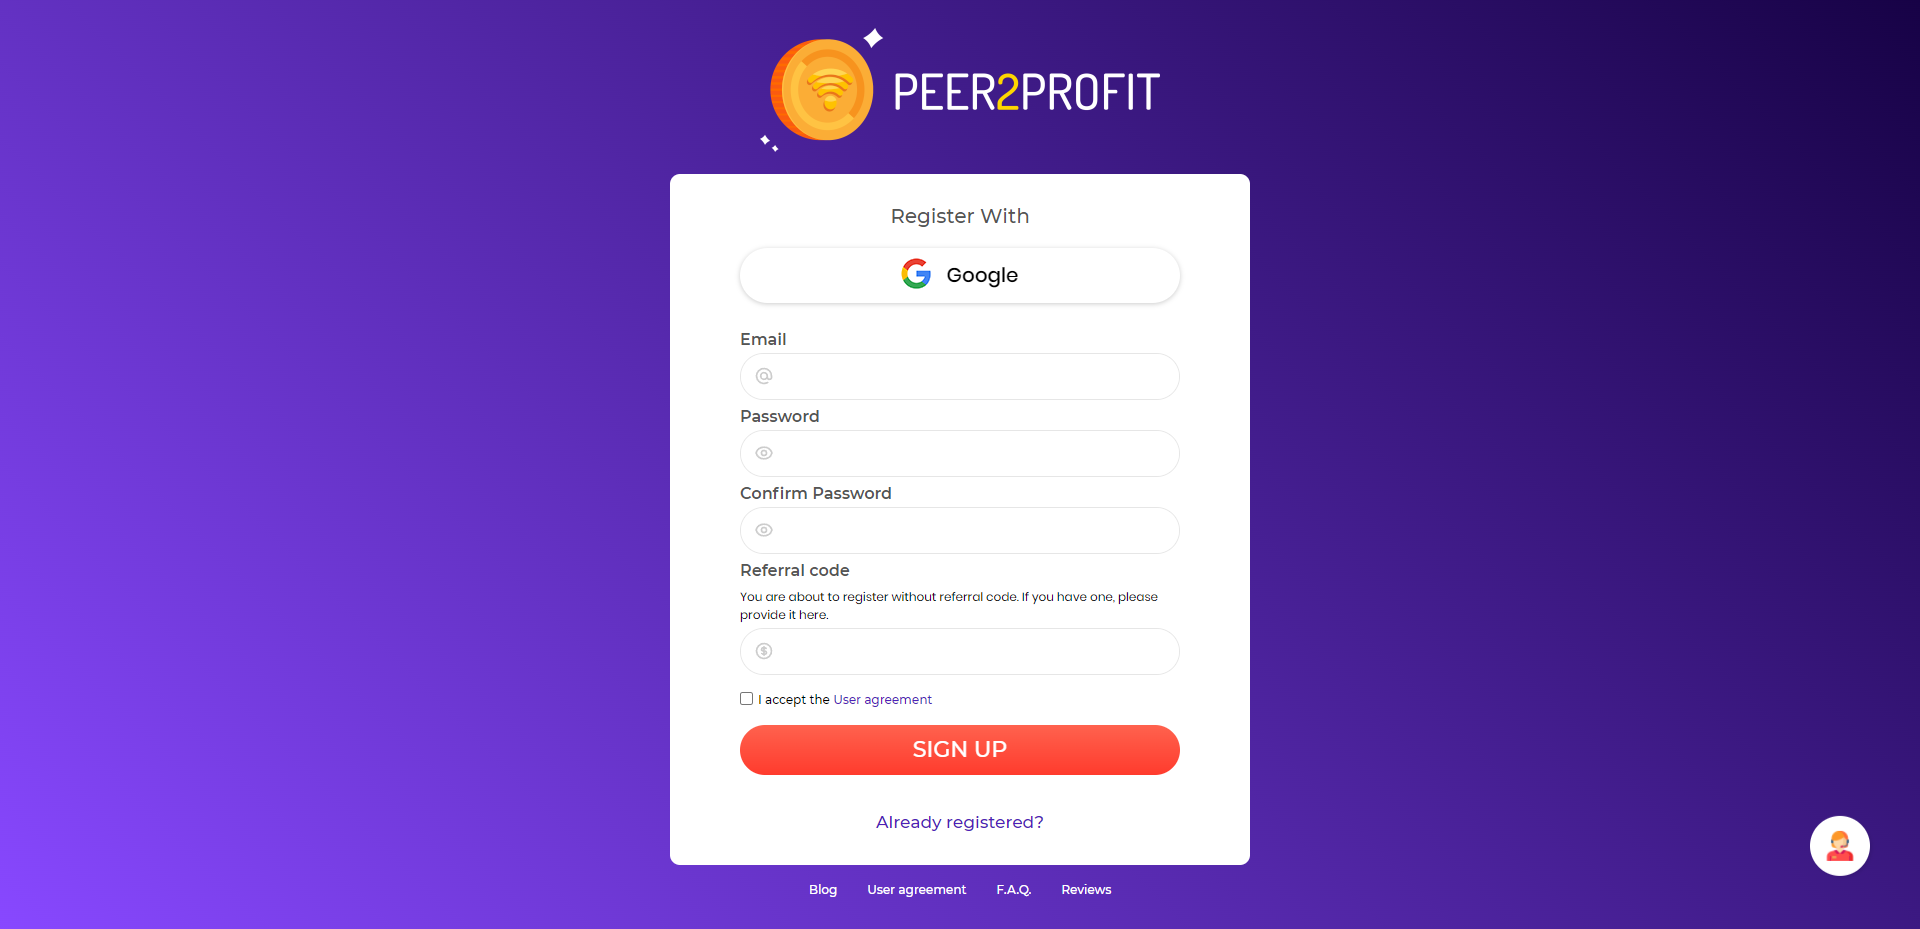 PEER2PROFIT
Register With
Google
Email
Password
Confirm Password
Referral code
You are about to register without referral code. If you have one, please
provide it here.
I accept the User agreement
SIGN UP
Already registered?
Blog User agreement F.A.Q. Reviews